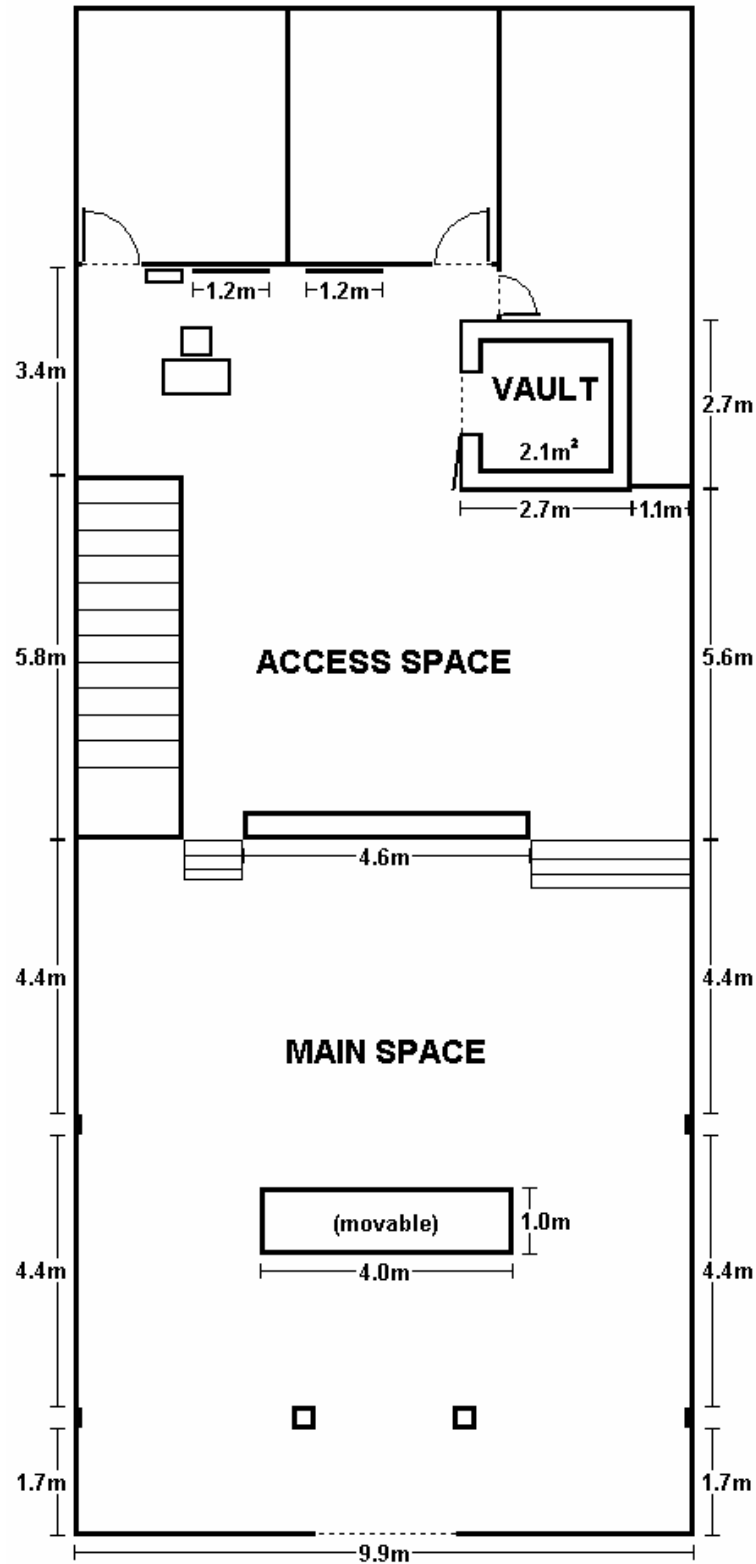 1.2m
1.2m
3.4m
VAULT
2.7m
2.1m²
2.7m
1.1m
5.8m
ACCESS SPACE
5.6m
4.6m
4.4m
4.4m
MAIN SPACE
(movable)
1.0m
4.0m
4.4m
4.4m
1.7m
1.7m
9.9m